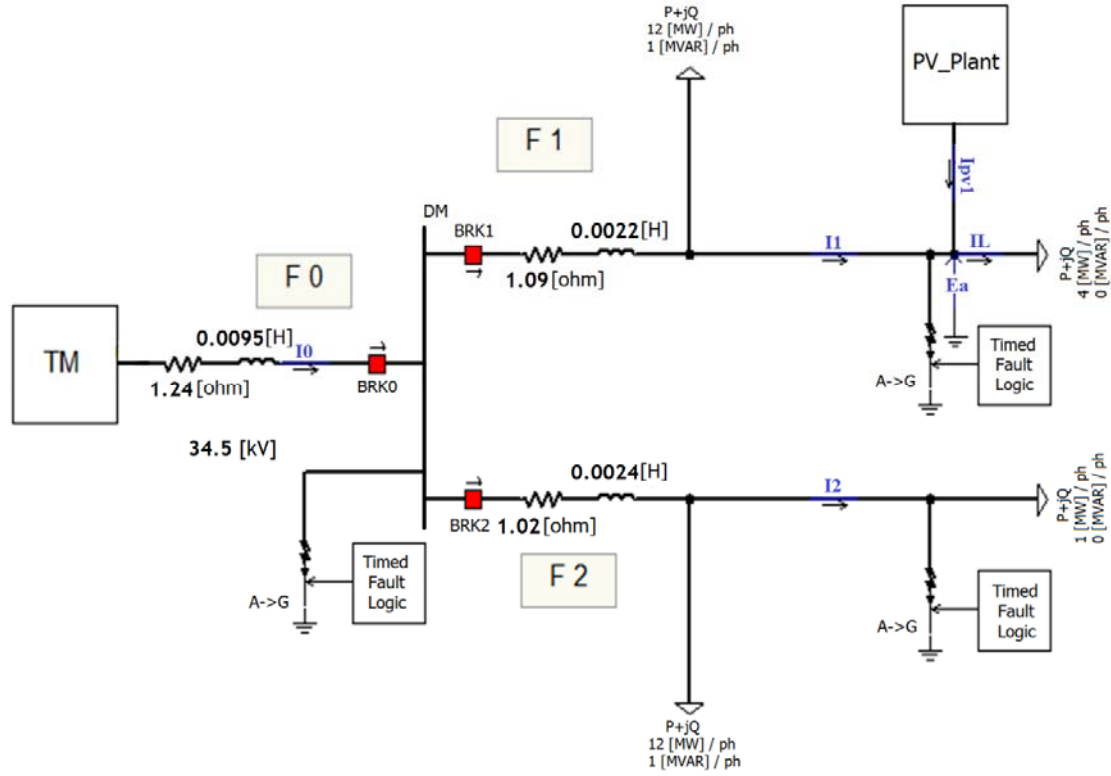 P+jQ
12 [MW] / ph
1 [MVAR] / ph
PV_Plant
Ipv1
F 1
DM
BRK1
0.0022[H]
1.09[ohm]
I1
IL
Ea
P+jQ
4 [MW] / ph
0 [MVAR] / ph
F 0
TM
0.0095[H]
I0
1.24[ohm]
BRK0
A->G
Timed
Fault
Logic
34.5 [kV]
0.0024[H]
I2
BRK2
1.02[ohm]
P+jQ
1 [MW] / ph
0 [MVAR] / ph
F 2
A->G
Timed
Fault
Logic
A->G
Timed
Fault
Logic
P+jQ
12 [MW] / ph
1 [MVAR] / ph